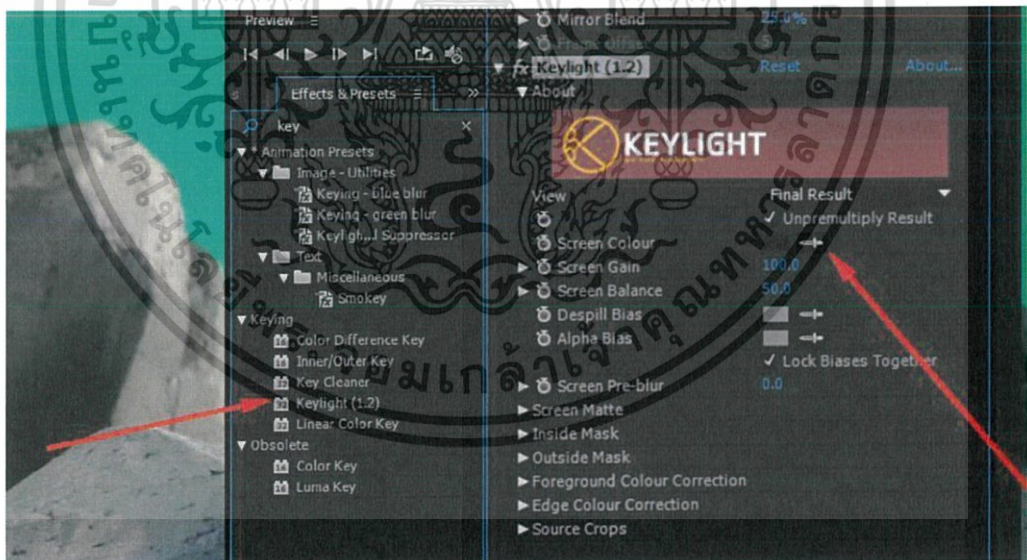 Preview
Effects & Presets
key
Animation Presets
Image - Utilities
Keying - blue blur
Keying - green blur
Keyligh...l Suppressor
Text
Miscellaneous
Smokey
Keying
Color Difference Key
Inner/Outer Key
Key Cleaner
Keylight (1.2)
Linear Color Key
Obsolete
Color Key
Luma Key
Mirror Blend 25.0%
fx Keylight (1.2) Reset About...
About
KEYLIGHT
View Final Result
Unpremultiply Result
Screen Colour
Screen Gain 100.0
Screen Balance 50.0
Despill Bias
Alpha Bias
Lock Biases Together
Screen Pre-blur 0.0
Screen Matte
Inside Mask
Outside Mask
Foreground Colour Correction
Edge Colour Correction
Source Crops